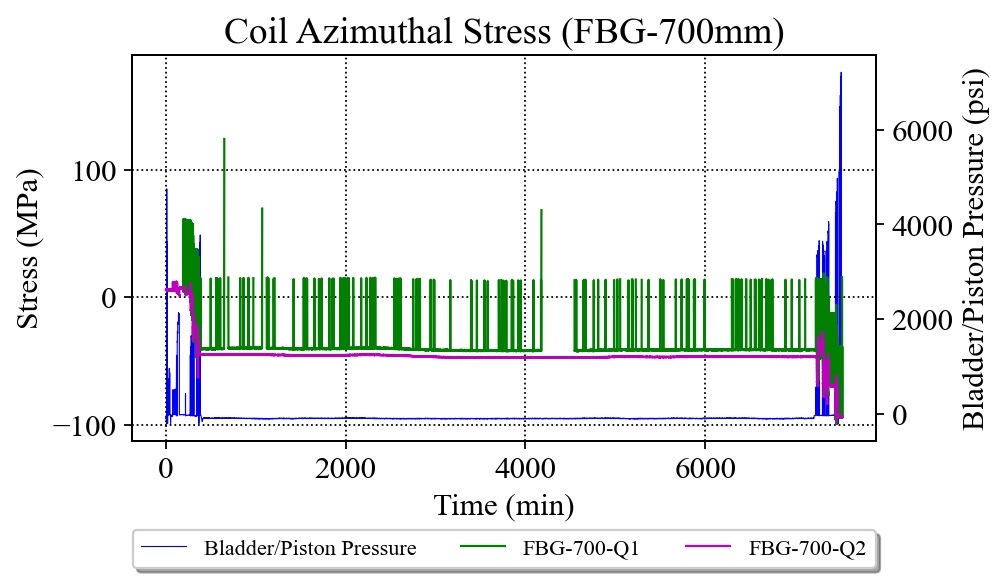 Coil Azimuthal Stress (FBG-700mm)
Stress (MPa)
100
0
−100
6000
4000
2000
0
Bladder/Piston Pressure (psi)
0 2000 4000 6000
Time (min)
Bladder/Piston Pressure FBG-700-Q1 FBG-700-Q2